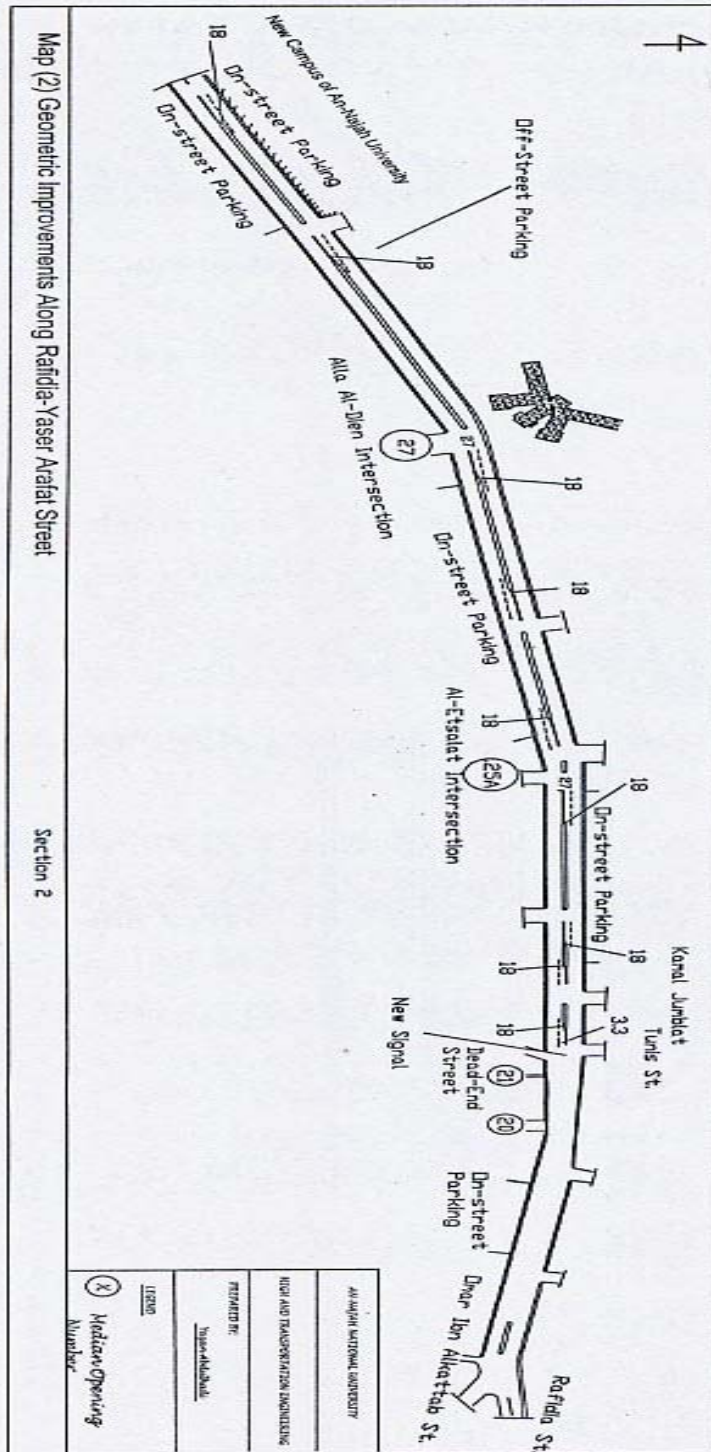 4
New Campus of An-Najah University
Off-Street Parking
18
On-street Parking
On-street Parking
18
Alla Al-Dien Intersection
27
27
18
18
On-street Parking
18
Al-Etsalat Intersection
25A
27
18
On-street Parking
18
18
Kamal Jumblat
Tunis St.
3.3
18
New Signal
21
Dead-End
Street
20
On-street
Parking
Omar Ibn Alkattab St.
Rafidia St.
Map (2) Geometric Improvements Along Rafidia-Yaser Arafat Street
Section 2
AN-NAJAH NATIONAL UNIVERSITY
HIGH AND TRANSPORTATION ENGINEERING
PREPARED BY:
LEGEND
X Median Opening
Number